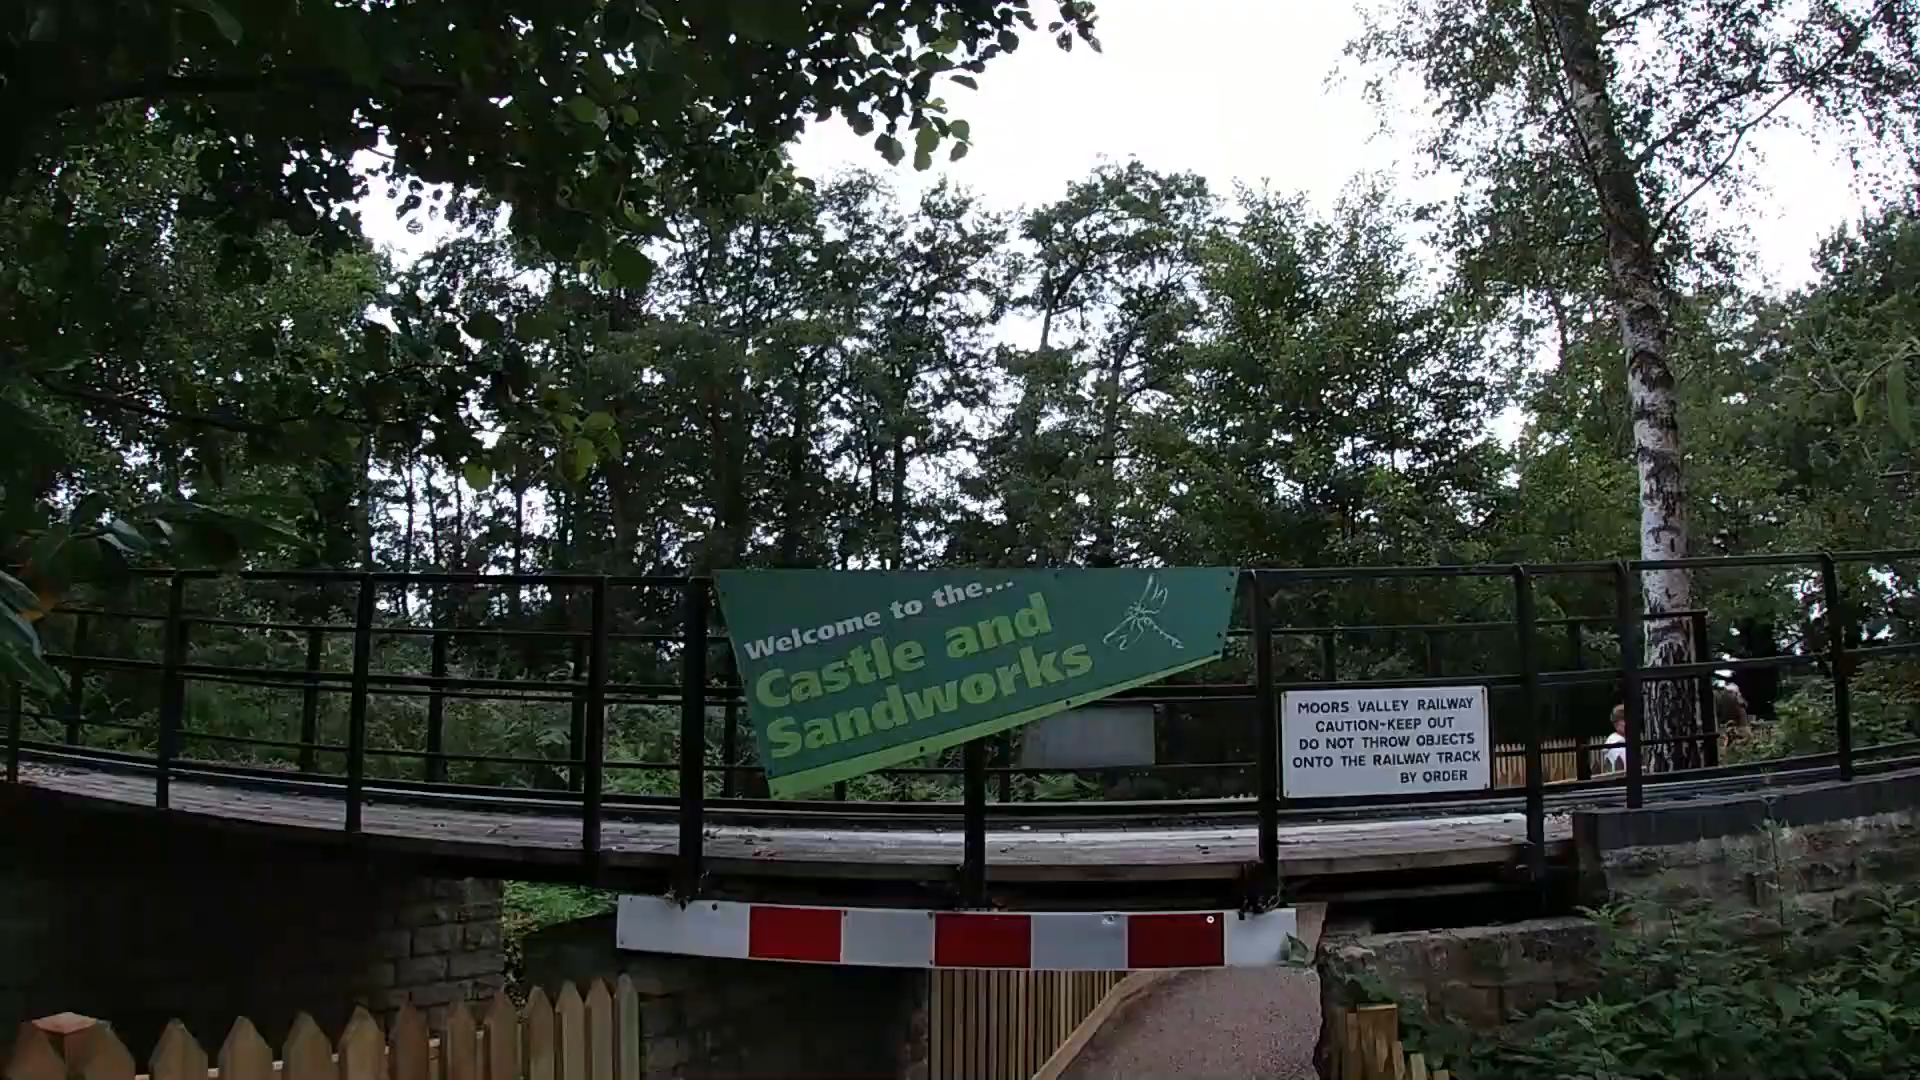 Welcome to the...
Castle and
Sandworks
MOORS VALLEY RAILWAY
CAUTION-KEEP OUT
DO NOT THROW OBJECTS
ONTO THE RAILWAY TRACK
BY ORDER